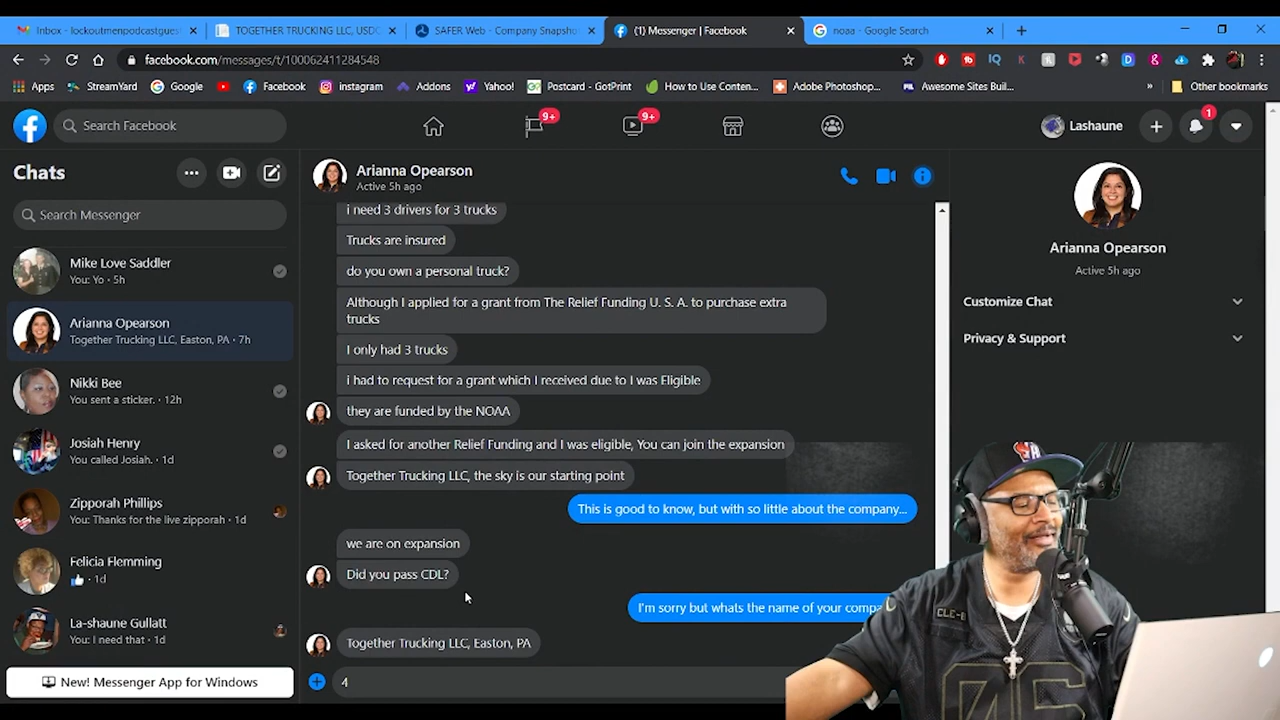 Inbox - lockoutmenpodcastgues
TOGETHER TRUCKING LLC, USDO
SAFER Web - Company Snapsho
(1) Messenger | Facebook
noaa - Google Search
facebook.com/messages/t/100062411284548
Apps
StreamYard
Google
Facebook
instagram
Addons
Yahoo!
Postcard - GotPrint
How to Use Conten...
Adobe Photoshop...
Awesome Sites Buil...
»
Other bookmarks
Search Facebook
9+
9+
Lashaune
1
Chats
Search Messenger
Mike Love Saddler
You: Yo · 5h
Arianna Opearson
Together Trucking LLC, Easton, PA · 7h
Nikki Bee
You sent a sticker. · 12h
Josiah Henry
You called Josiah. · 1d
Zipporah Phillips
You: Thanks for the live zipporah · 1d
Felicia Flemming
· 1d
La-shaune Gullatt
You: I need that · 1d
New! Messenger App for Windows
Arianna Opearson
Active 5h ago
i need 3 drivers for 3 trucks
Trucks are insured
do you own a personal truck?
Although I applied for a grant from The Relief Funding U. S. A. to purchase extra
trucks
I only had 3 trucks
i had to request for a grant which I received due to I was Eligible
they are funded by the NOAA
I asked for another Relief Funding and I was eligible, You can join the expansion
Together Trucking LLC, the sky is our starting point
This is good to know, but with so little about the company...
we are on expansion
Did you pass CDL?
I'm sorry but whats the name of your compa
Together Trucking LLC, Easton, PA
4
Arianna Opearson
Active 5h ago
Customize Chat
Privacy & Support